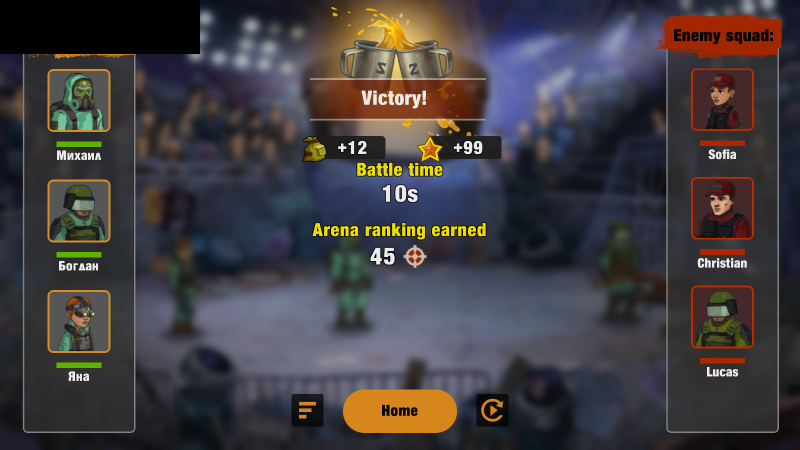 Enemy squad:
Victory!
+12
+99
Battle time
10s
Arena ranking earned
45
Михаил
Богдан
Яна
Sofia
Christian
Lucas
Home